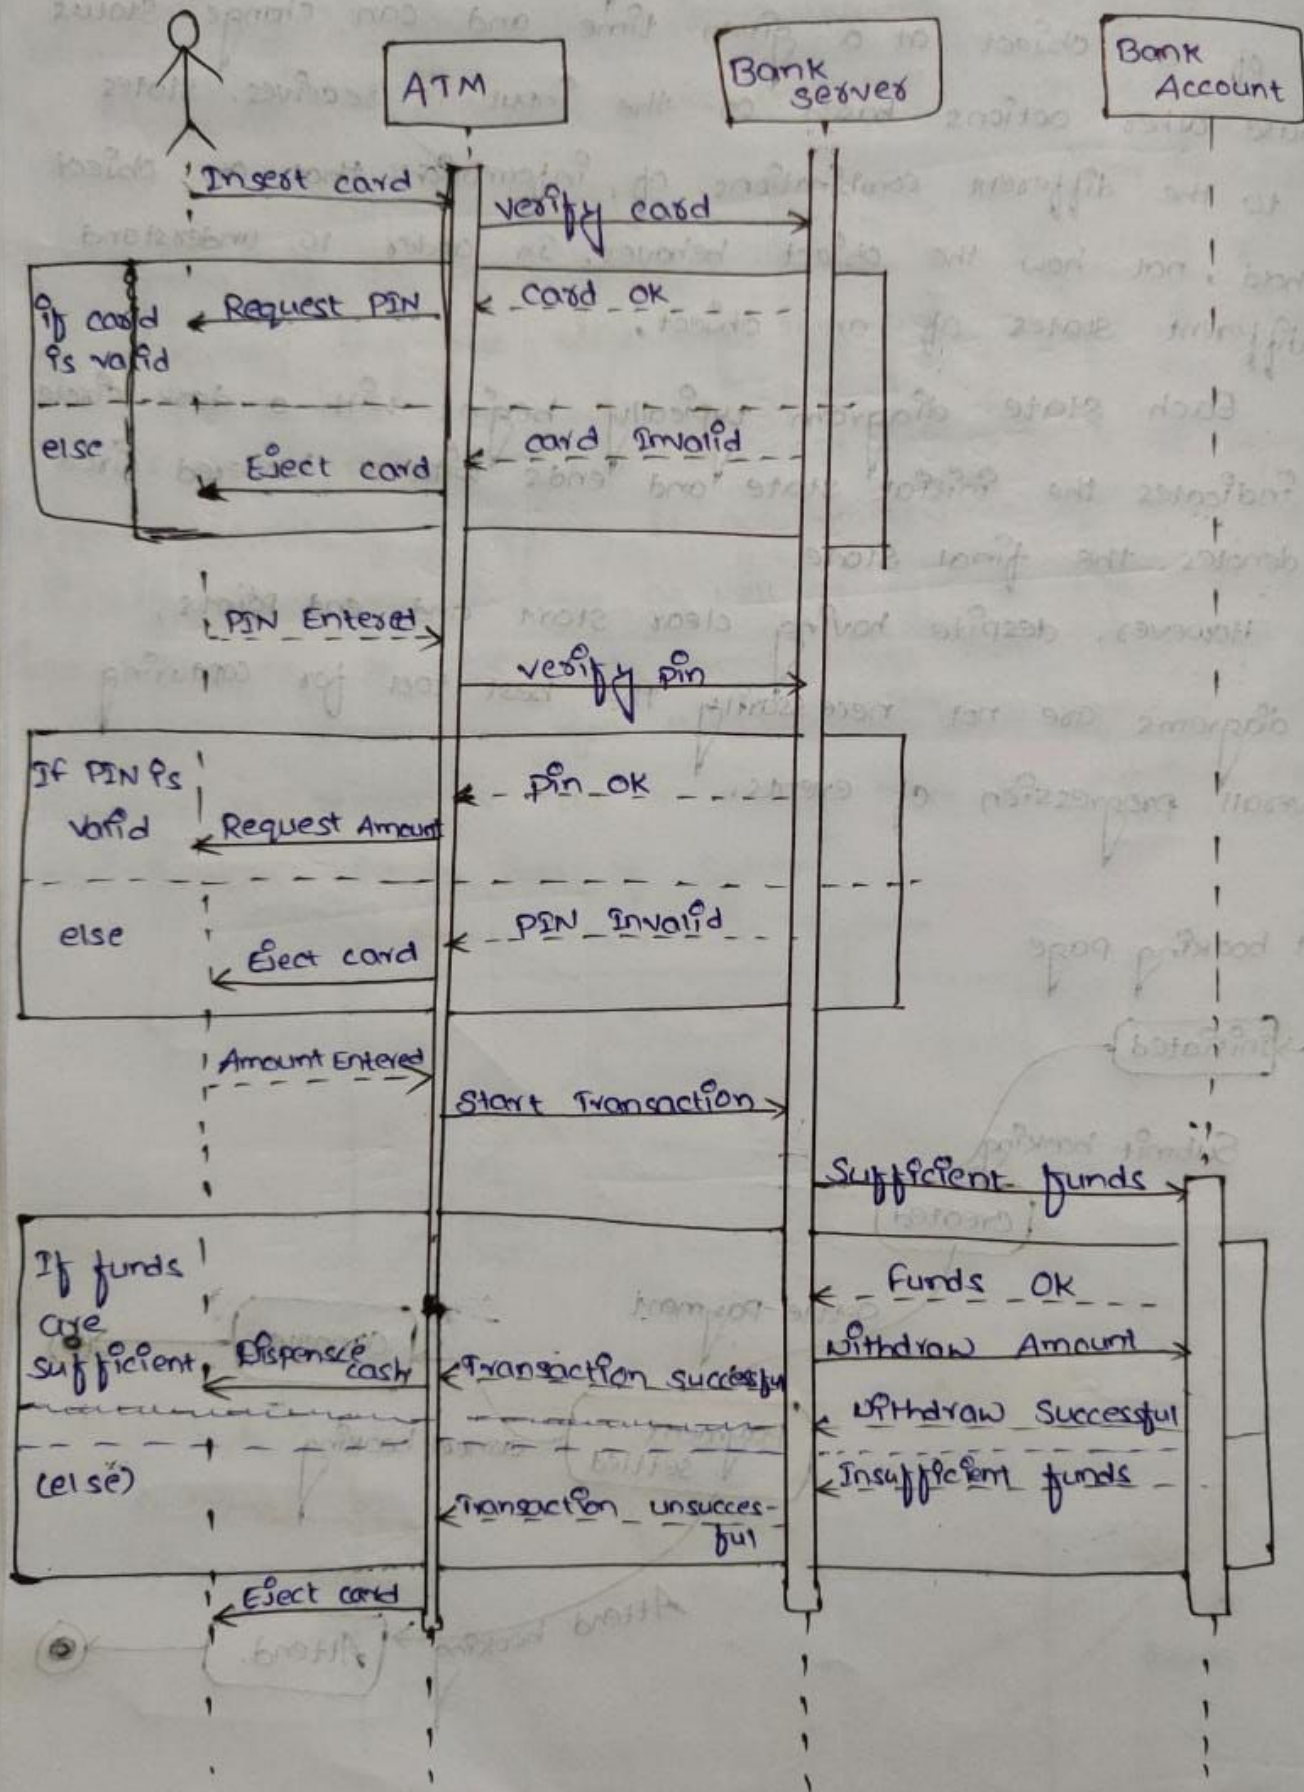 ATM
Bank
server
Bank
Account
Insert card
verify card
if card
is valid
Request PIN
card ok
else
Eject card
card Invalid
PIN Entered
verify pin
If PIN is
valid
pin ok
Request Amount
else
PIN Invalid
Eject card
Amount Entered
Start Transaction
Sufficient funds
If funds
are
sufficient
Funds OK
Withdraw Amount
Dispense
cash
Transaction successful
Withdraw Successful
(else)
Insufficient funds
Transaction unsucces-
ful
Eject card